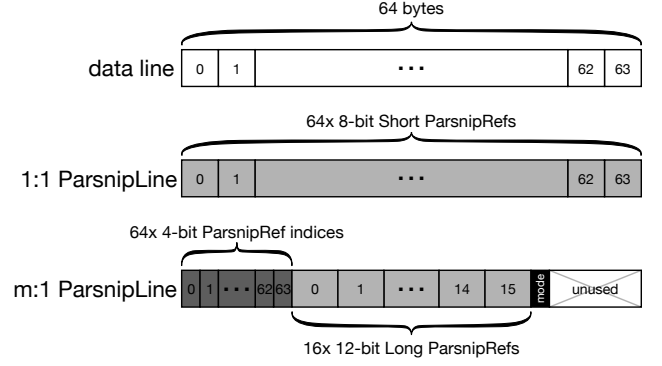 64 bytes
data line 0 1 ... 62 63
64x 8-bit Short ParsnipRefs
1:1 ParsnipLine 0 1 ... 62 63
64x 4-bit ParsnipRef indices
m:1 ParsnipLine 0 1 ... 62 63 0 1 ... 14 15 mode unused
16x 12-bit Long ParsnipRefs